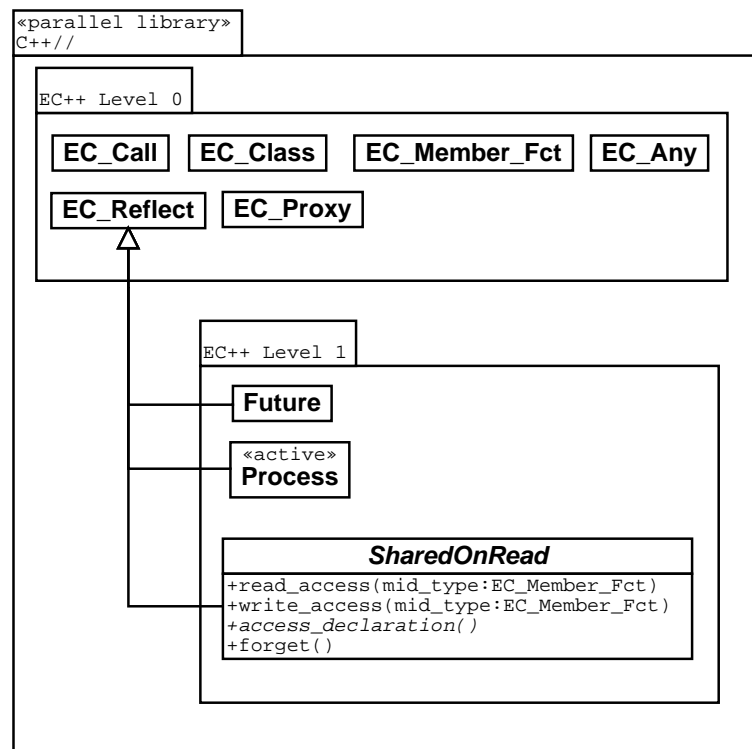 «parallel library»
C++//
EC++ Level 0
EC_Call
EC_Class
EC_Member_Fct
EC_Any
EC_Reflect
EC_Proxy
EC++ Level 1
Future
«active»
Process
SharedOnRead
+read_access(mid_type:EC_Member_Fct)
+write_access(mid_type:EC_Member_Fct)
+access_declaration()
+forget()